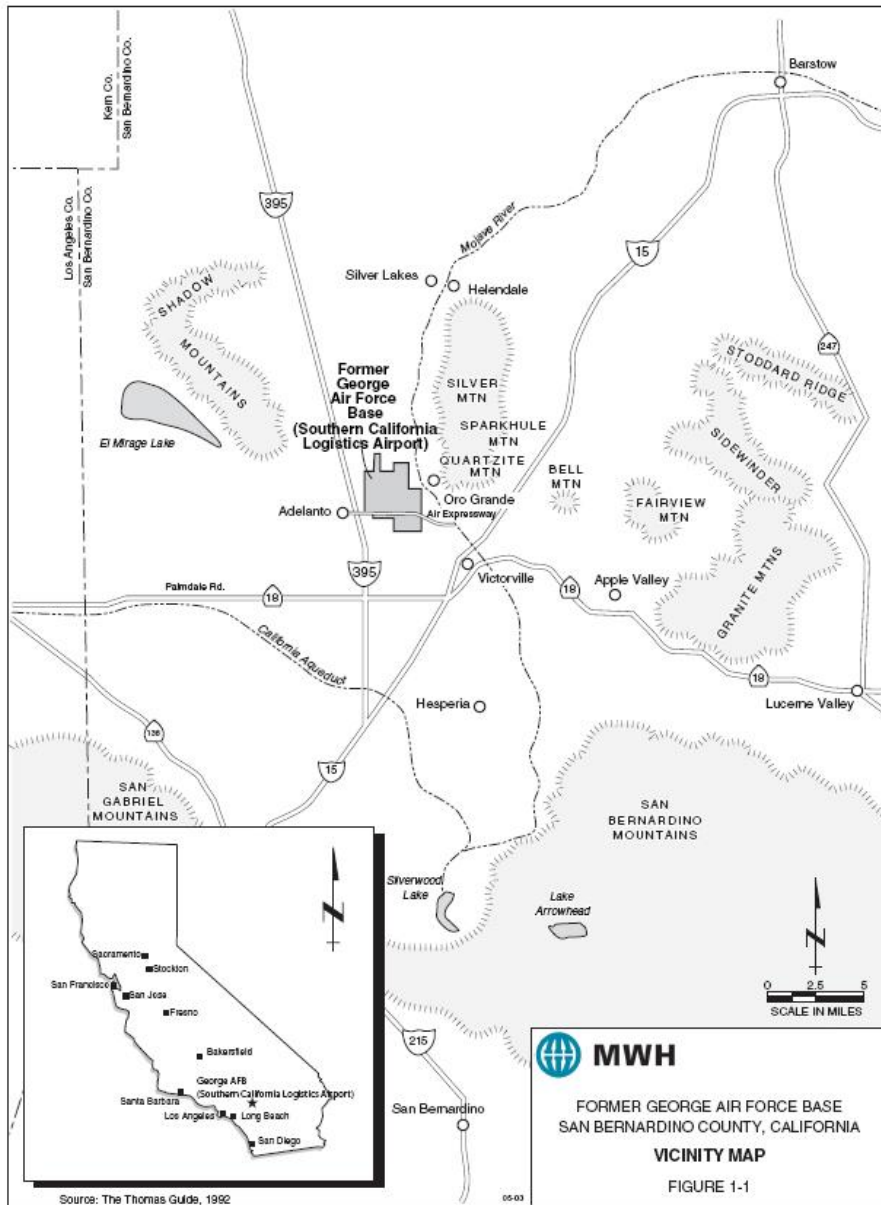 Kern Co.
San Bernardino Co.
Barstow
Los Angeles Co.
San Bernardino Co.
395
Mojave River
15
Silver Lakes
Helendale
SHADOW
MOUNTAINS
247
STODDARD RIDGE
Former
George
Air Force
Base
(Southern California
Logistics Airport)
SILVER
MTN
SPARKHULE
MTN
El Mirage Lake
SIDEWINDER
QUARTZITE
MTN
BELL
MTN
Oro Grande
FAIRVIEW
MTN
Adelanto
Air Expressway
Victorville
395
Palmdale Rd.
18
18
Apple Valley
GRANITE MTNS
California Aqueduct
18
Hesperia
Lucerne Valley
138
15
SAN
GABRIEL
MOUNTAINS
SAN
BERNARDINO
MOUNTAINS
Silverwood
Lake
Lake
Arrowhead
N
N
Sacramento
Stockton
San Francisco
San Jose
Fresno
0 2.5 5
SCALE IN MILES
Bakersfield
George AFB
(Southern California Logistics Airport)
Santa Barbara
Los Angeles
Long Beach
San Diego
215
San Bernardino
MWH
FORMER GEORGE AIR FORCE BASE
SAN BERNARDINO COUNTY, CALIFORNIA
VICINITY MAP
FIGURE 1-1
Source: The Thomas Guide, 1992
05-03